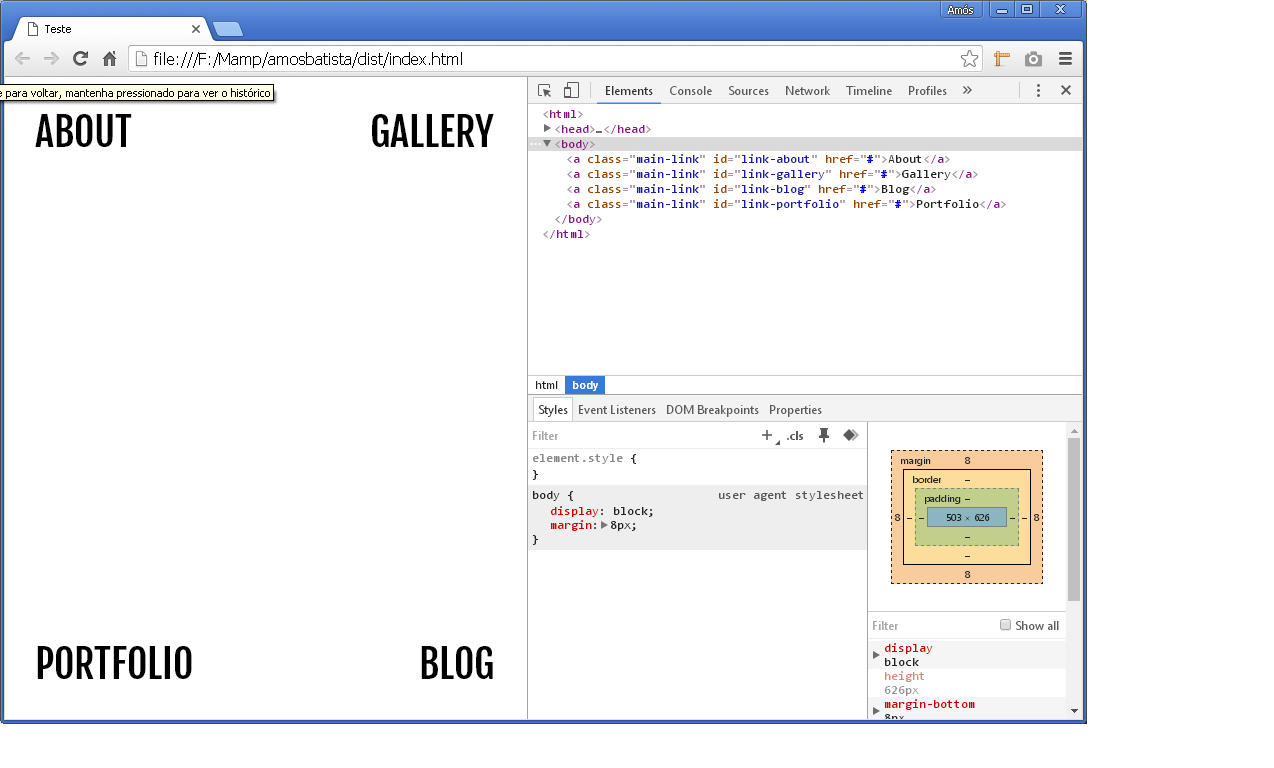 Amós
Teste
file:///F:/Mamp/amosbatista/dist/index.html
e para voltar, mantenha pressionado para ver o histórico
ABOUT
GALLERY
PORTFOLIO
BLOG
Elements Console Sources Network Timeline Profiles »
<html>
<head>…</head>
<body>
<a class="main-link" id="link-about" href="#">About</a>
<a class="main-link" id="link-gallery" href="#">Gallery</a>
<a class="main-link" id="link-blog" href="#">Blog</a>
<a class="main-link" id="link-portfolio" href="#">Portfolio</a>
</body>
</html>
html body
Styles Event Listeners DOM Breakpoints Properties
Filter + .cls
element.style {
}
body { user agent stylesheet
display: block;
margin: 8px;
}
margin 8
border –
padding –
8 – – 503 × 626 – – 8
–
–
8
Filter Show all
display
block
height
626px
margin-bottom
8px